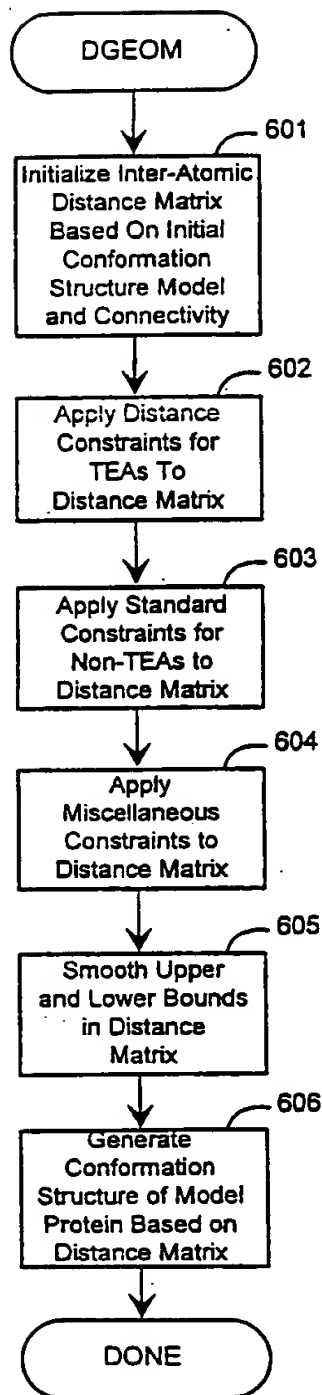 DGEOM
601
Initialize Inter-Atomic
Distance Matrix
Based On Initial
Conformation
Structure Model
and Connectivity
602
Apply Distance
Constraints for
TEAs To
Distance Matrix
603
Apply Standard
Constraints for
Non-TEAs to
Distance Matrix
604
Apply
Miscellaneous
Constraints to
Distance Matrix
605
Smooth Upper
and Lower Bounds
in Distance
Matrix
606
Generate
Conformation
Structure of Model
Protein Based on
Distance Matrix
DONE